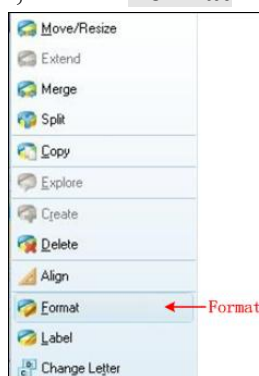 Move/Resize
Extend
Merge
Split
Copy
Explore
Create
Delete
Align
Format
Format
Label
Change Letter